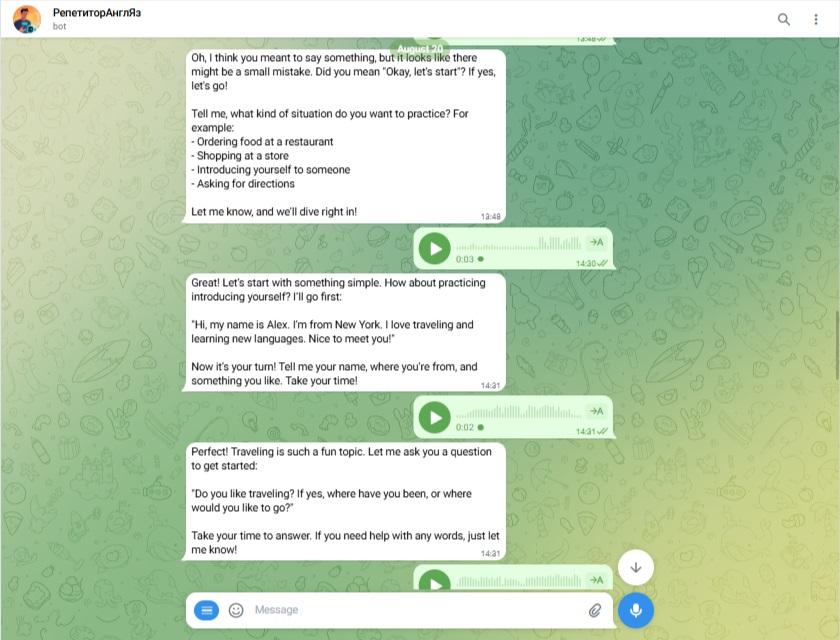 РепетиторАнглЯз
bot
August 20
Oh, I think you meant to say something, but it looks like there
might be a small mistake. Did you mean "Okay, let's start"? If yes,
let's go!
Tell me, what kind of situation do you want to practice? For
example:
- Ordering food at a restaurant
- Shopping at a store
- Introducing yourself to someone
- Asking for directions
Let me know, and we'll dive right in!
13:48
→A
0:03
14:30
Great! Let's start with something simple. How about practicing
introducing yourself? I'll go first:
"Hi, my name is Alex. I'm from New York. I love traveling and
learning new languages. Nice to meet you!"
Now it's your turn! Tell me your name, where you're from, and
something you like. Take your time!
14:31
→A
0:02
14:31
Perfect! Traveling is such a fun topic. Let me ask you a question
to get started:
"Do you like traveling? If yes, where have you been, or where
would you like to go?"
Take your time to answer. If you need help with any words, just let
me know!
14:31
→A
Message